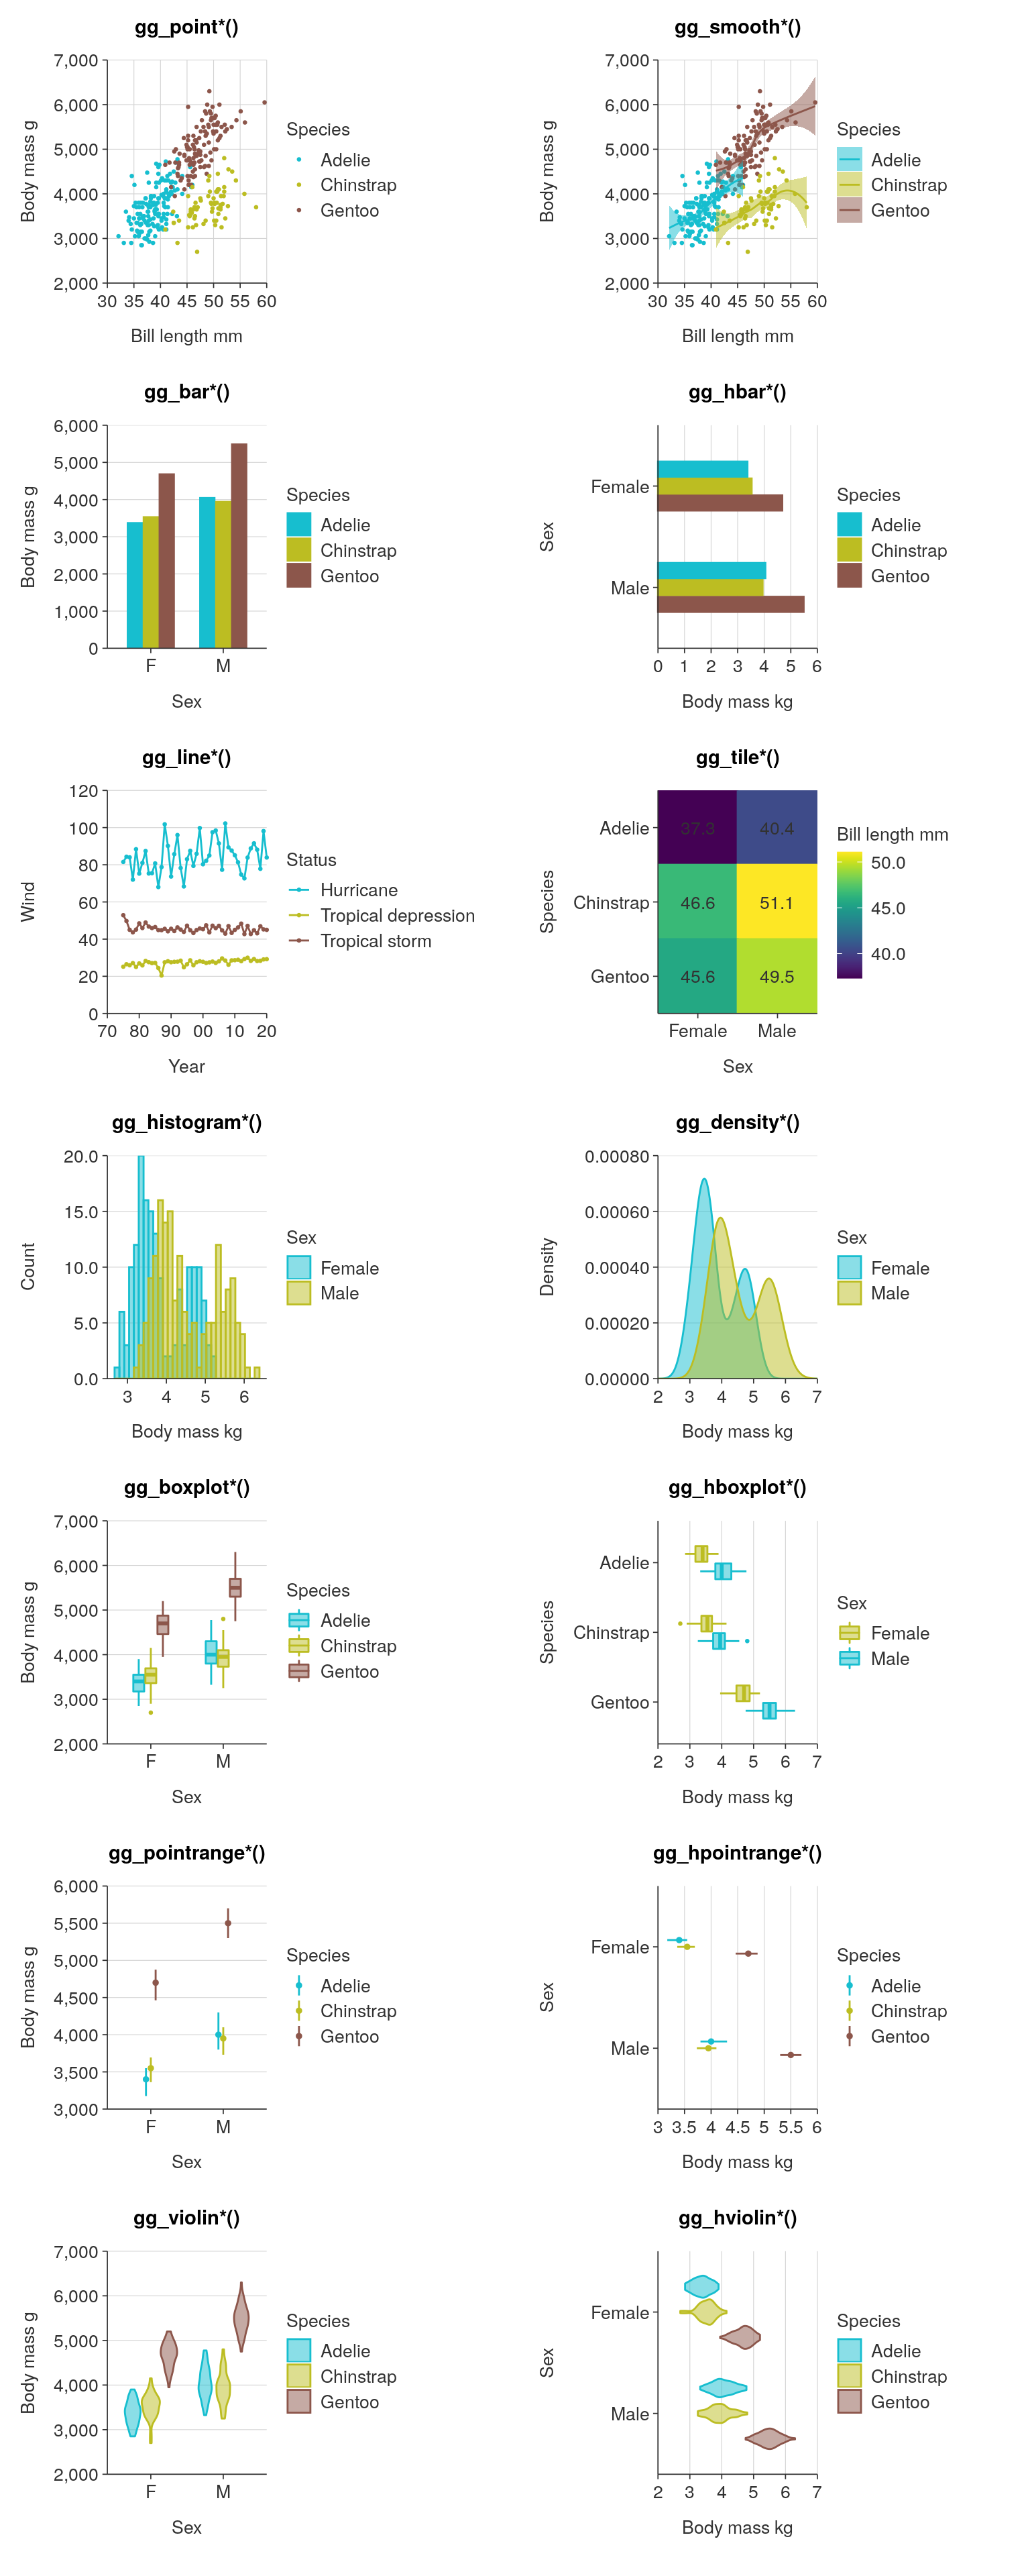 gg_point*()
7,000
6,000
5,000
4,000
3,000
2,000
Body mass g
30 35 40 45 50 55 60
Bill length mm
Species
Adelie
Chinstrap
Gentoo
gg_smooth*()
7,000
6,000
5,000
4,000
3,000
2,000
Body mass g
30 35 40 45 50 55 60
Bill length mm
Species
Adelie
Chinstrap
Gentoo
gg_bar*()
6,000
5,000
4,000
3,000
2,000
1,000
0
Body mass g
F M
Sex
Species
Adelie
Chinstrap
Gentoo
gg_hbar*()
Female
Male
Sex
0 1 2 3 4 5 6
Body mass kg
Species
Adelie
Chinstrap
Gentoo
gg_line*()
120
100
80
60
40
20
0
Wind
70 80 90 00 10 20
Year
Status
Hurricane
Tropical depression
Tropical storm
gg_tile*()
Adelie 37.3 40.4
Chinstrap 46.6 51.1
Gentoo 45.6 49.5
Species
Female Male
Sex
Bill length mm
50.0
45.0
40.0
gg_histogram*()
20.0
15.0
10.0
5.0
0.0
Count
3 4 5 6
Body mass kg
Sex
Female
Male
gg_density*()
0.00080
0.00060
0.00040
0.00020
0.00000
Density
2 3 4 5 6 7
Body mass kg
Sex
Female
Male
gg_boxplot*()
7,000
6,000
5,000
4,000
3,000
2,000
Body mass g
F M
Sex
Species
Adelie
Chinstrap
Gentoo
gg_hboxplot*()
Adelie
Chinstrap
Gentoo
Species
2 3 4 5 6 7
Body mass kg
Sex
Female
Male
gg_pointrange*()
6,000
5,500
5,000
4,500
4,000
3,500
3,000
Body mass g
F M
Sex
Species
Adelie
Chinstrap
Gentoo
gg_hpointrange*()
Female
Male
Sex
3 3.5 4 4.5 5 5.5 6
Body mass kg
Species
Adelie
Chinstrap
Gentoo
gg_violin*()
7,000
6,000
5,000
4,000
3,000
2,000
Body mass g
F M
Sex
Species
Adelie
Chinstrap
Gentoo
gg_hviolin*()
Female
Male
Sex
2 3 4 5 6 7
Body mass kg
Species
Adelie
Chinstrap
Gentoo